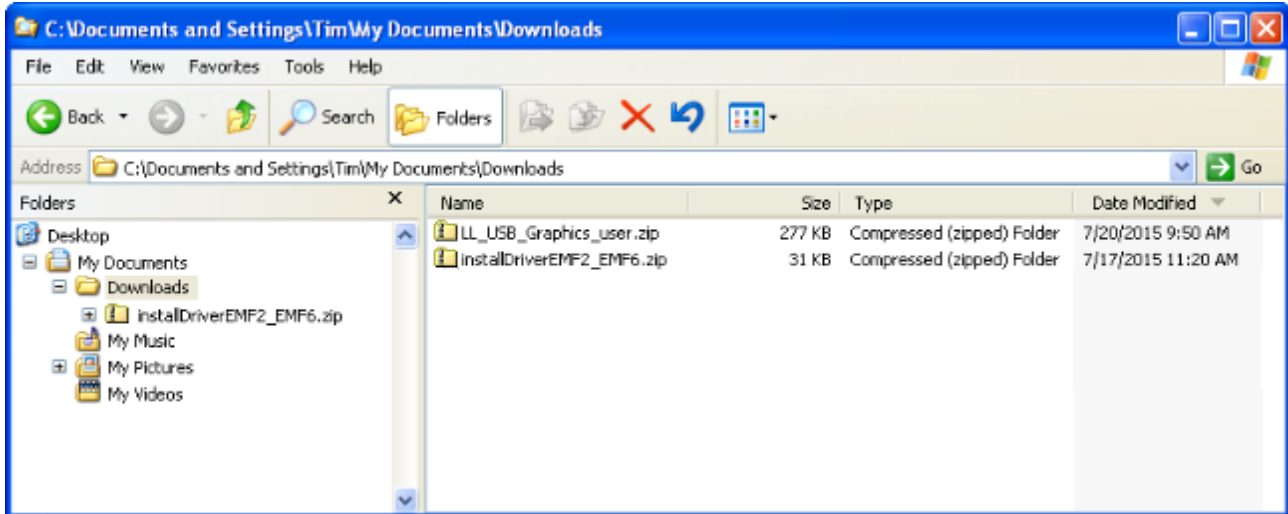 C:\Documents and Settings\Tim\My Documents\Downloads
File Edit View Favorites Tools Help
Back Search Folders
Address C:\Documents and Settings\Tim\My Documents\Downloads Go
Folders
Desktop
My Documents
Downloads
installDriverEMF2_EMF6.zip
My Music
My Pictures
My Videos
Name Size Type Date Modified
LL_USB_Graphics_user.zip 277 KB Compressed (zipped) Folder 7/20/2015 9:50 AM
installDriverEMF2_EMF6.zip 31 KB Compressed (zipped) Folder 7/17/2015 11:20 AM